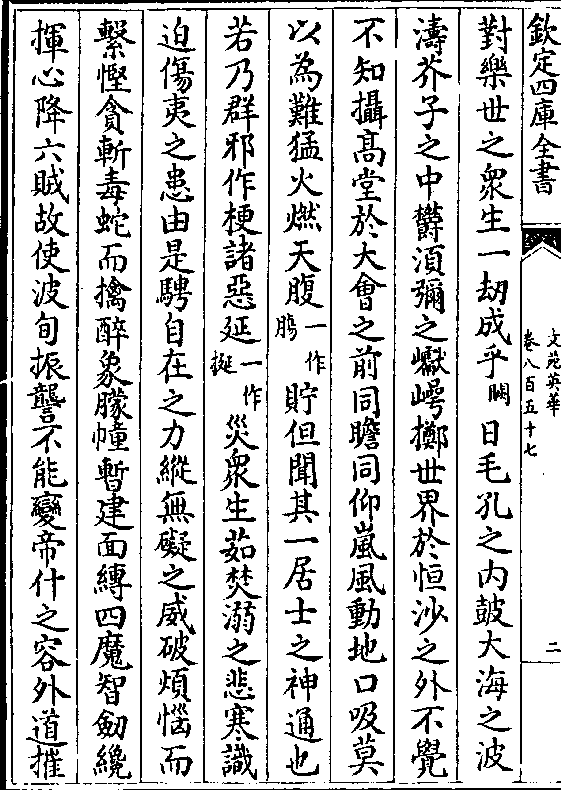 欽定四庫全書
文苑英華
卷八百五十七
二
對樂世之衆生一刼成乎闕日毛孔之内鼓大海之波
濤芥子之中欝湏彌之巘崿擲世界於恒沙之外不覺
不知攝髙堂於大㑹之前同瞻同仰嵐風動地口吸莫
以為難猛火燃天腹一作膓貯但聞其一居士之神通也
若乃群邪作梗諸惡延一作挻災衆生茹焚溺之悲寒識
迫傷夷之患由是騁自在之力縱無礙之威破煩惱而
繫慳貪斬毒蛇而擒醉象朦幢暫建面縛四魔智劒纔
揮心降六賊故使波旬振讋不能變帝什之容外道摧